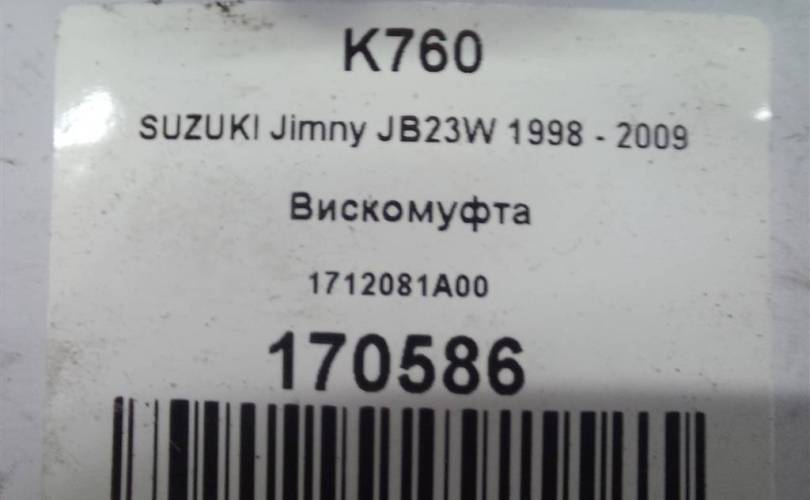 K760
SUZUKI Jimny JB23W 1998 - 2009
Вискомуфта
1712081A00
170586